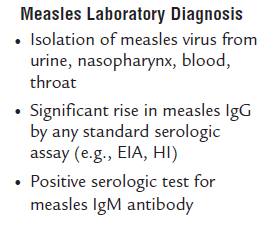 Measles Laboratory Diagnosis
• Isolation of measles virus from
urine, nasopharynx, blood,
throat
• Significant rise in measles IgG
by any standard serologic
assay (e.g., EIA, HI)
• Positive serologic test for
measles IgM antibody